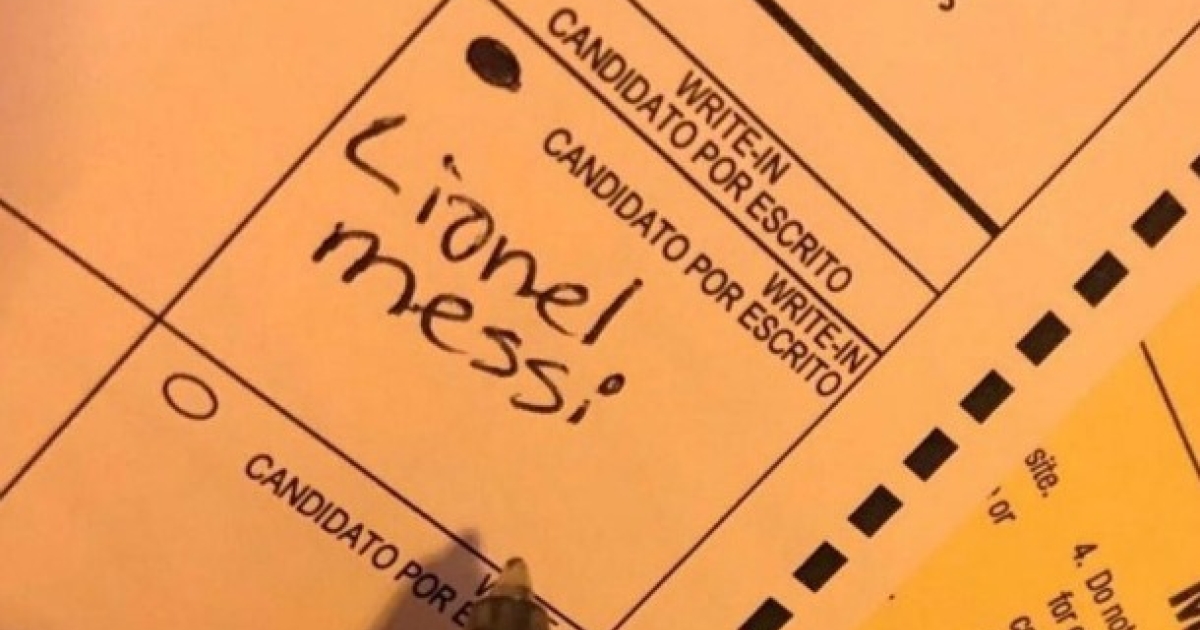 WRITE-IN
CANDIDATO POR ESCRITO
WRITE-IN
CANDIDATO POR ESCRITO
Lionel
messi
CANDIDATO POR
site.
or
4. Do not
for